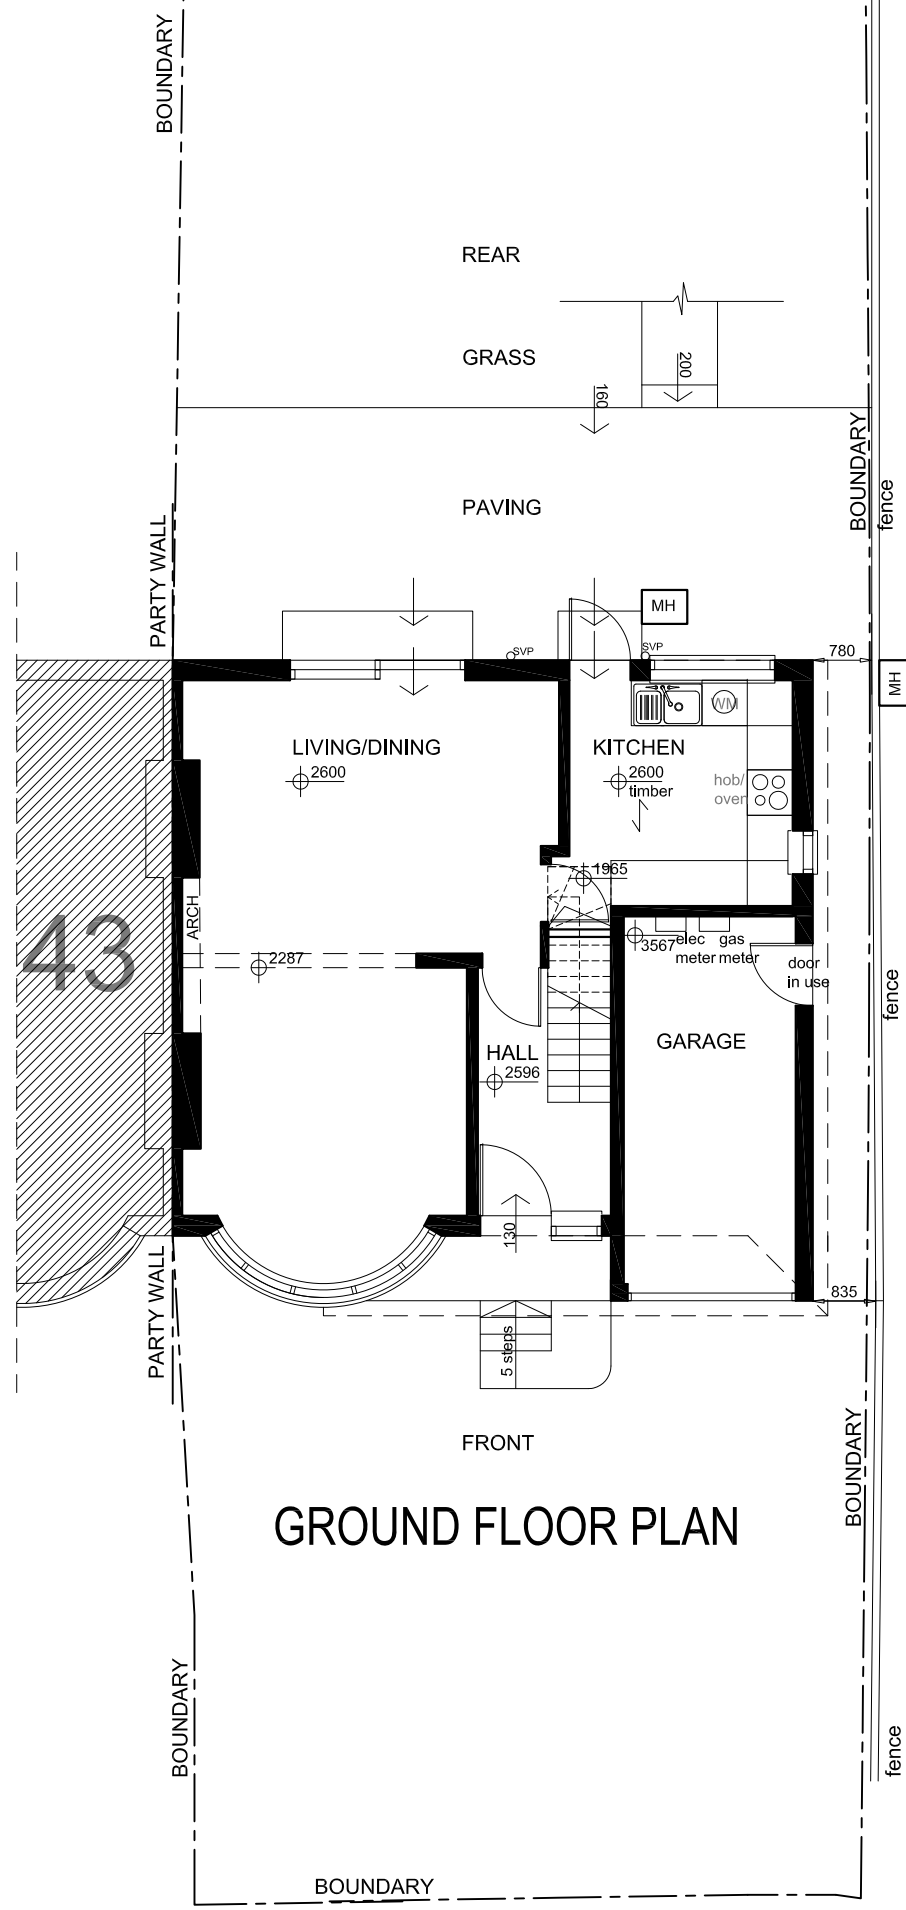 BOUNDARY
REAR
GRASS
200
160
BOUNDARY
fence
PAVING
PARTY WALL
MH
SVP
SVP
780
MH
WM
LIVING/DINING
2600
KITCHEN
2600
timber
hob/
oven
1965
ARCH
43
2287
3567
elec
meter
gas
meter
door
in use
fence
HALL
2596
GARAGE
130
PARTY WALL
835
5 steps
FRONT
BOUNDARY
GROUND FLOOR PLAN
BOUNDARY
fence
BOUNDARY